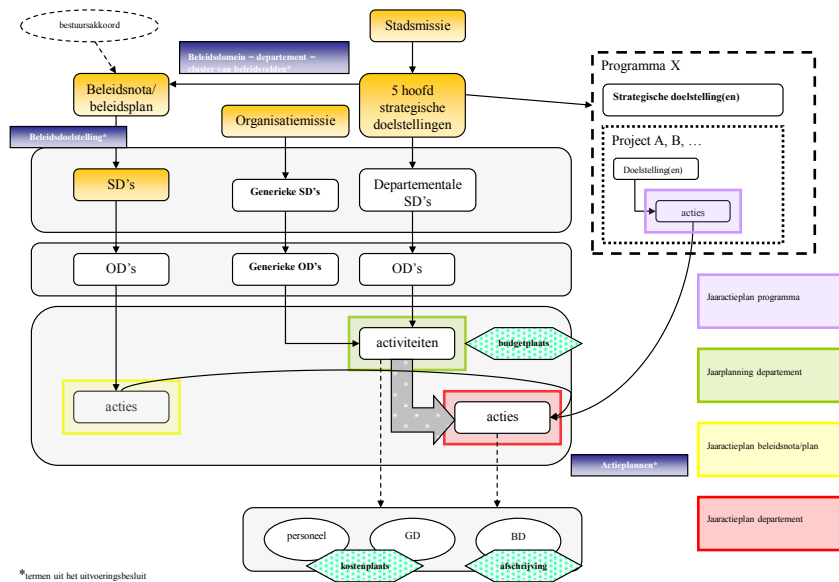 bestuursakkoord
Stadsmissie
Beleidsdomein = departement =
cluster van beleidsvelden*
Beleidsnota/
beleidsplan
5 hoofd
strategische
doelstellingen
Organisatiemissie
Beleidsdoelstelling*
Programma X
Strategische doelstelling(en)
Project A, B, …
Doelstelling(en)
acties
SD’s
Generieke SD’s
Departementale
SD’s
OD’s
Generieke OD’s
OD’s
activiteiten
budgetplaats
acties
acties
Actieplannen*
Jaaractieplan programma
Jaarplanning departement
Jaaractieplan beleidsnota/plan
Jaaractieplan departement
personeel
GD
BD
kostenplaats
afschrijving
*termen uit het uitvoeringsbesluit